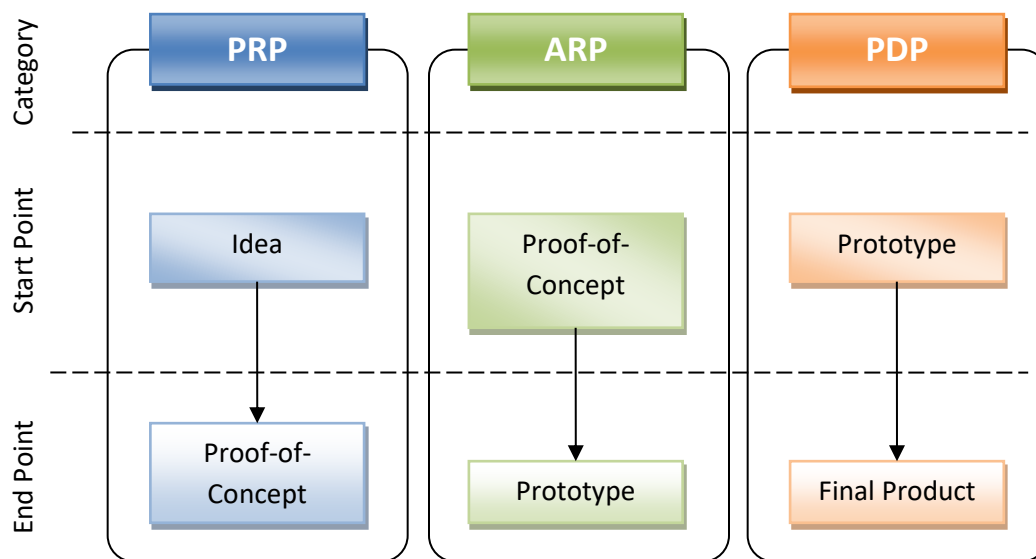 Category
PRP
ARP
PDP
Start Point
Idea
Proof-of-
Concept
Prototype
End Point
Proof-of-
Concept
Prototype
Final Product